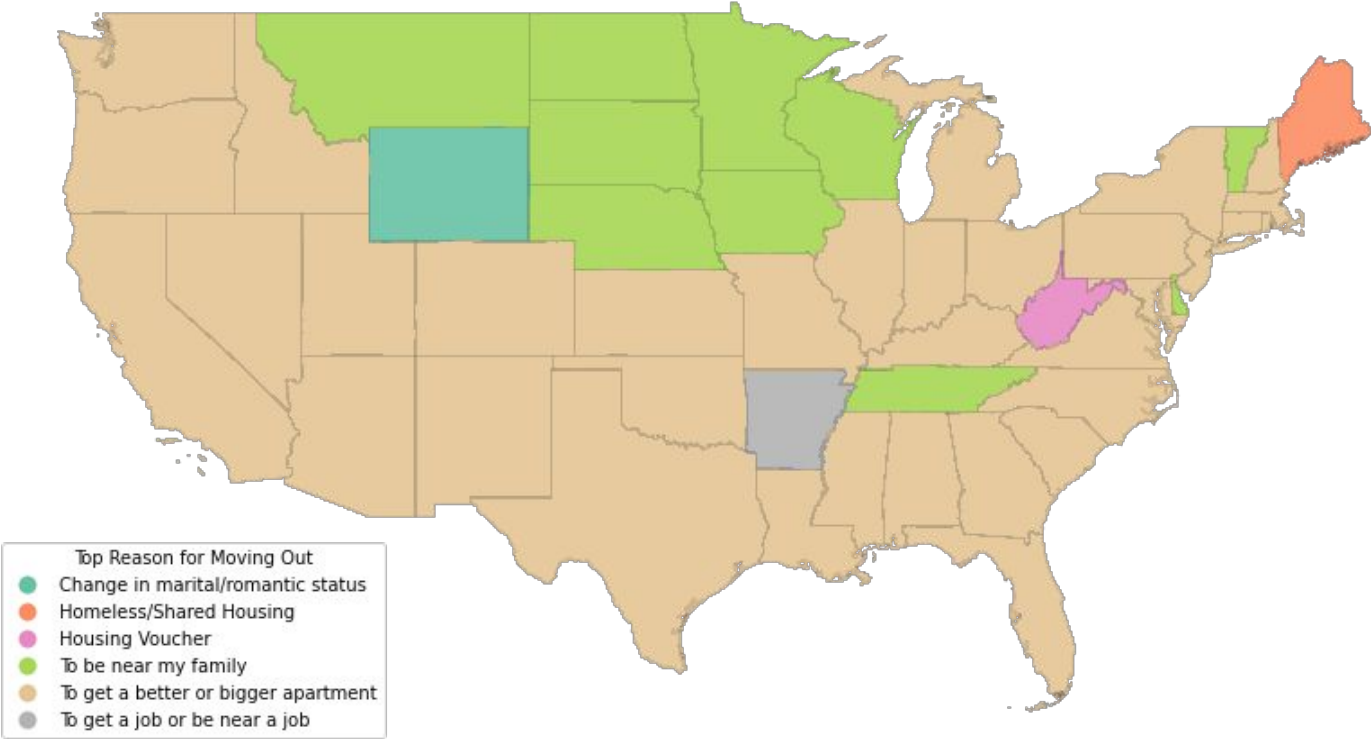 Top Reason for Moving Out
Change in marital/romantic status
Homeless/Shared Housing
Housing Voucher
To be near my family
To get a better or bigger apartment
To get a job or be near a job